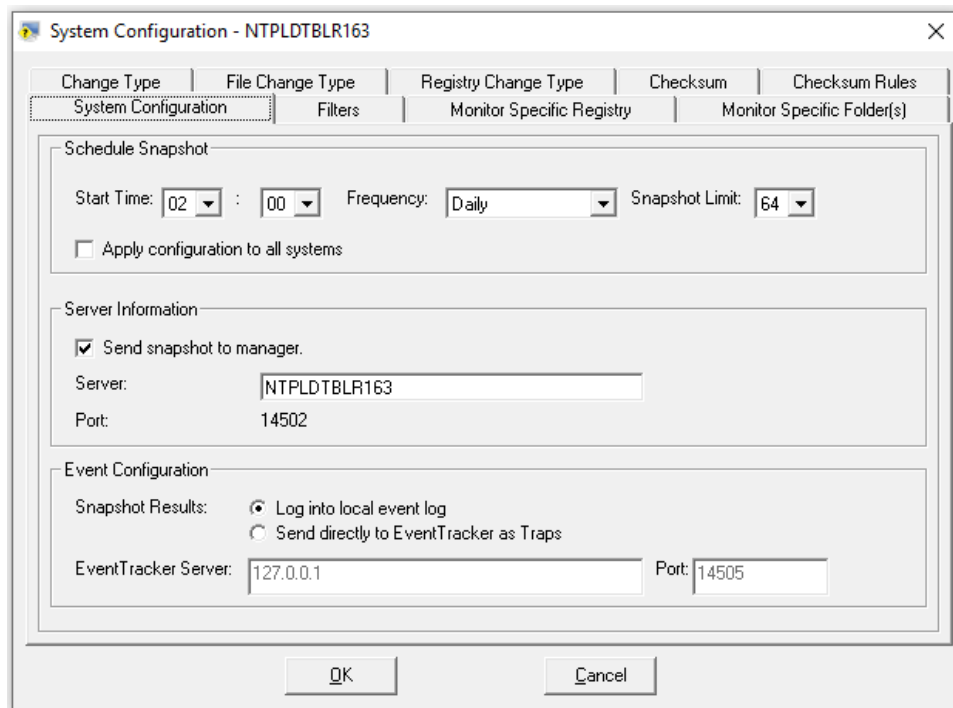 System Configuration - NTPLDTBLR163
Change Type File Change Type Registry Change Type Checksum Checksum Rules
System Configuration Filters Monitor Specific Registry Monitor Specific Folder(s)
Schedule Snapshot
Start Time: 02 : 00 Frequency: Daily Snapshot Limit: 64
Apply configuration to all systems
Server Information
Send snapshot to manager.
Server: NTPLDTBLR163
Port: 14502
Event Configuration
Snapshot Results: Log into local event log
Send directly to EventTracker as Traps
EventTracker Server: 127.0.0.1 Port: 14505
OK Cancel